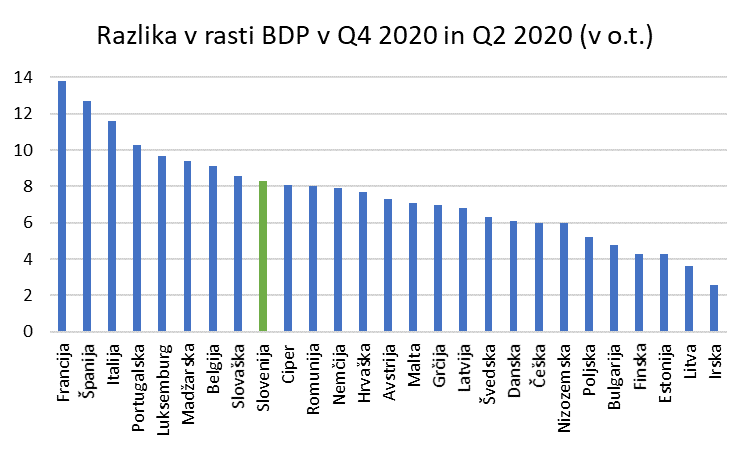 Razlika v rasti BDP v Q4 2020 in Q2 2020 (v o.t.)
14
12
10
8
6
4
2
0
Francija
Španija
Italija
Portugalska
Luksemburg
Madžarska
Belgija
Slovaška
Slovenija
Ciper
Romunija
Nemčija
Hrvaška
Avstrija
Malta
Grčija
Latvija
Švedska
Danska
Češka
Nizozemska
Poljska
Bulgarija
Finska
Estonija
Litva
Irska